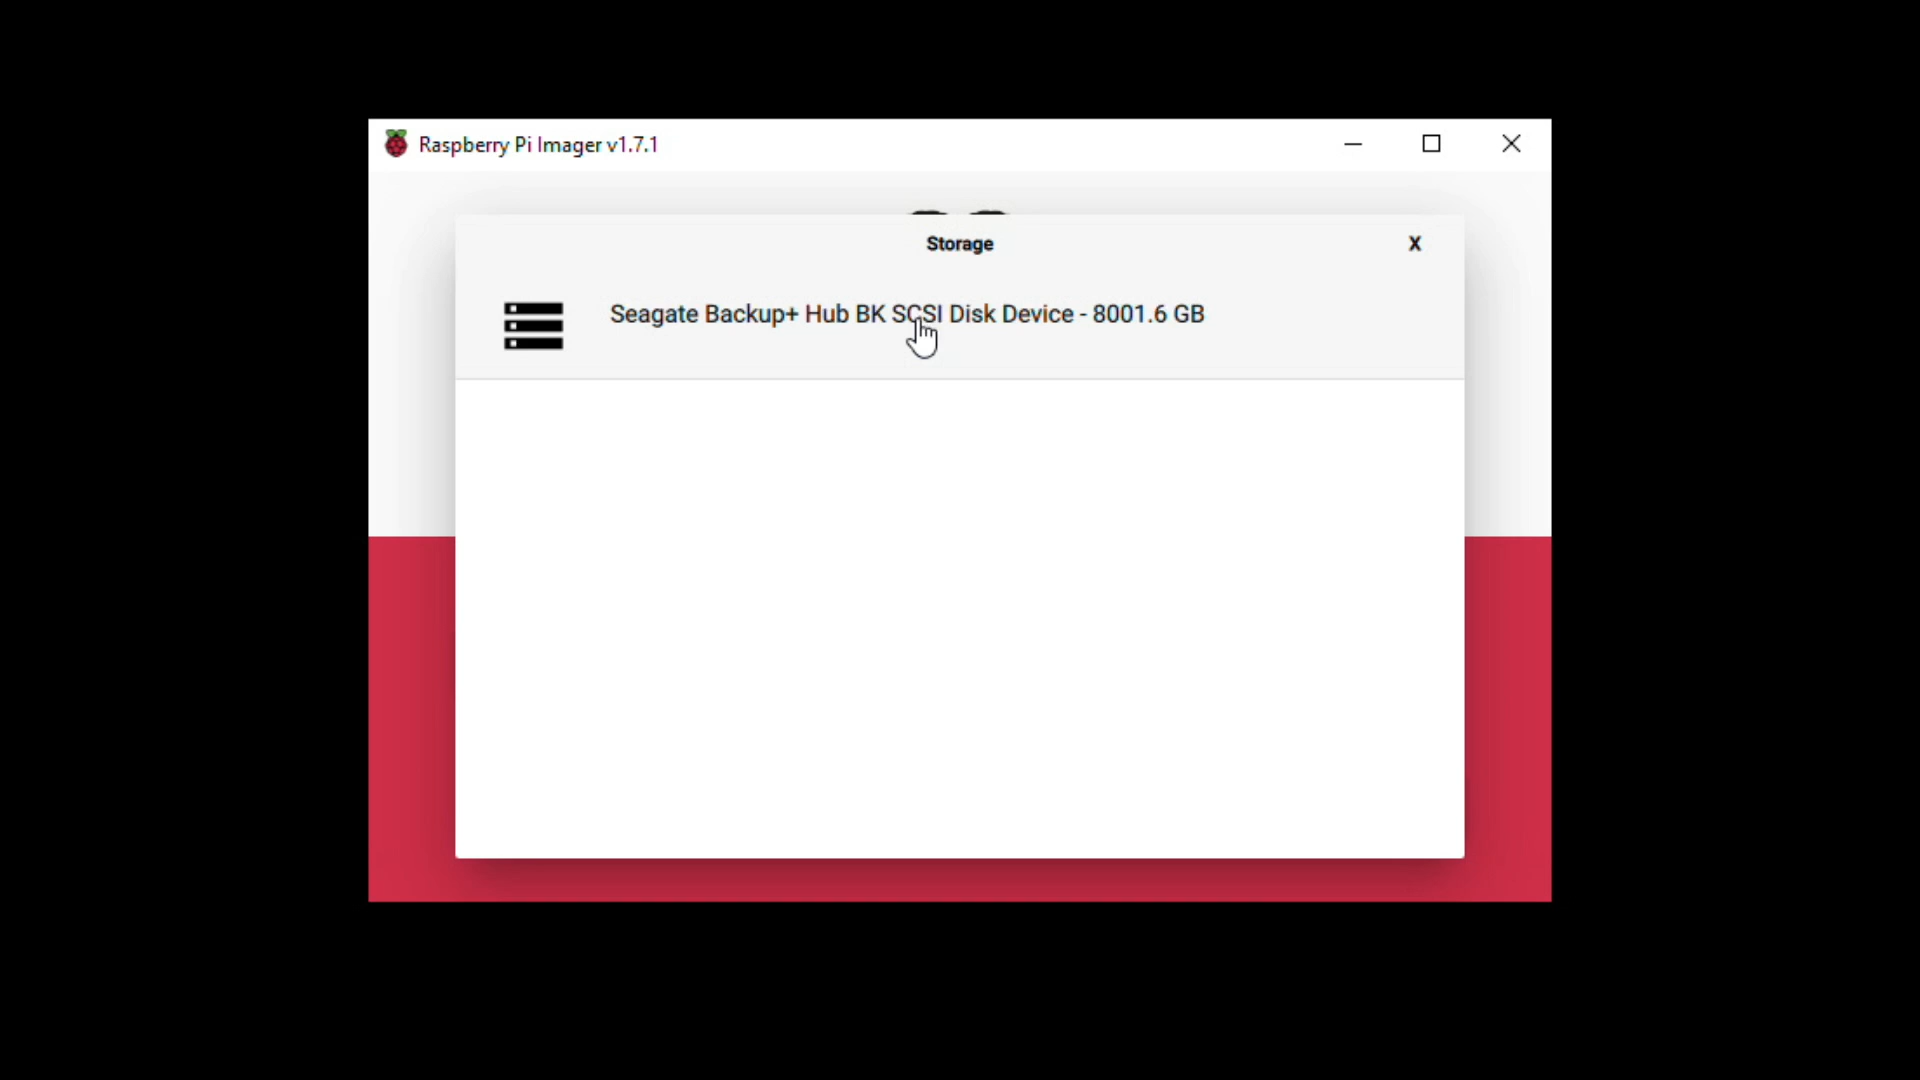 Raspberry Pi Imager v1.7.1
Storage
X
Seagate Backup+ Hub BK SCSI Disk Device - 8001.6 GB